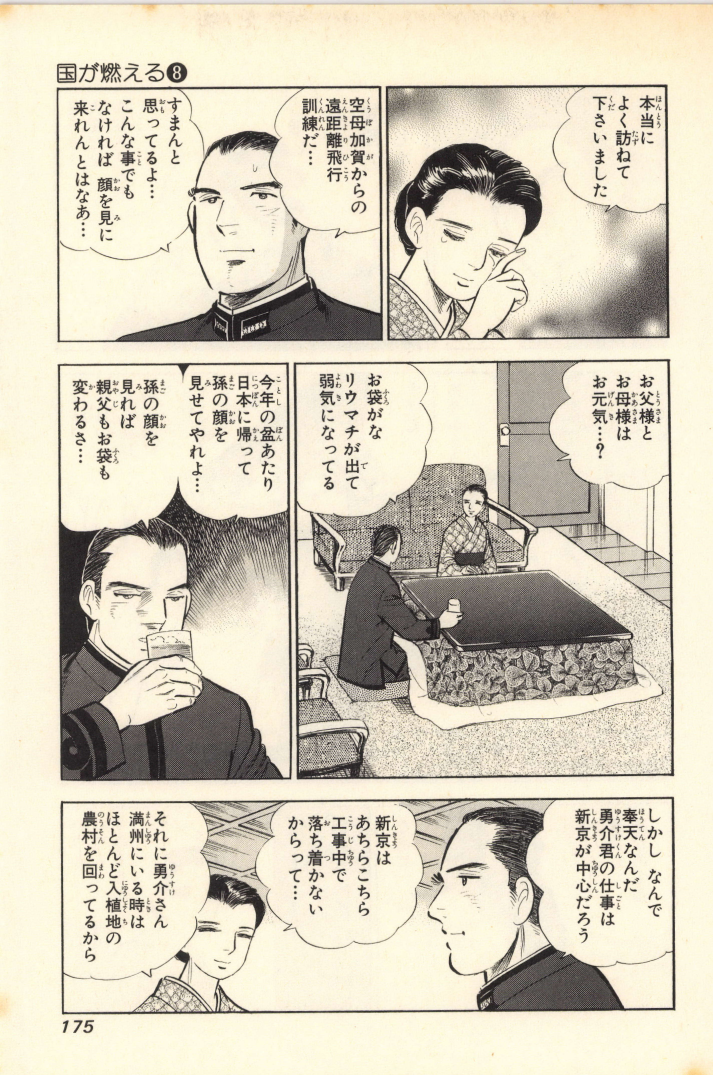 国が燃える❽
本当に
よく訪ねて
下さいました
空母加賀からの
遠距離飛行
訓練だ…
すまんと
思ってるよ…
こんな事でも
なければ 顔を見に
来れんとはなあ…
お父様と
お母様は
お元気…?
お袋がな
リウマチが出て
弱気になってる
今年の盆あたり
日本に帰って
孫の顔を
見せてやれよ…
孫の顔を
見れば
親父もお袋も
変わるさ…
しかし なんで
奉天なんだ
勇介君の仕事は
新京が中心だろう
新京は
あちらこちら
工事中で
落ち着かない
からって…
それに勇介さん
満州にいる時は
ほとんど入植地の
農村を回ってるから
175